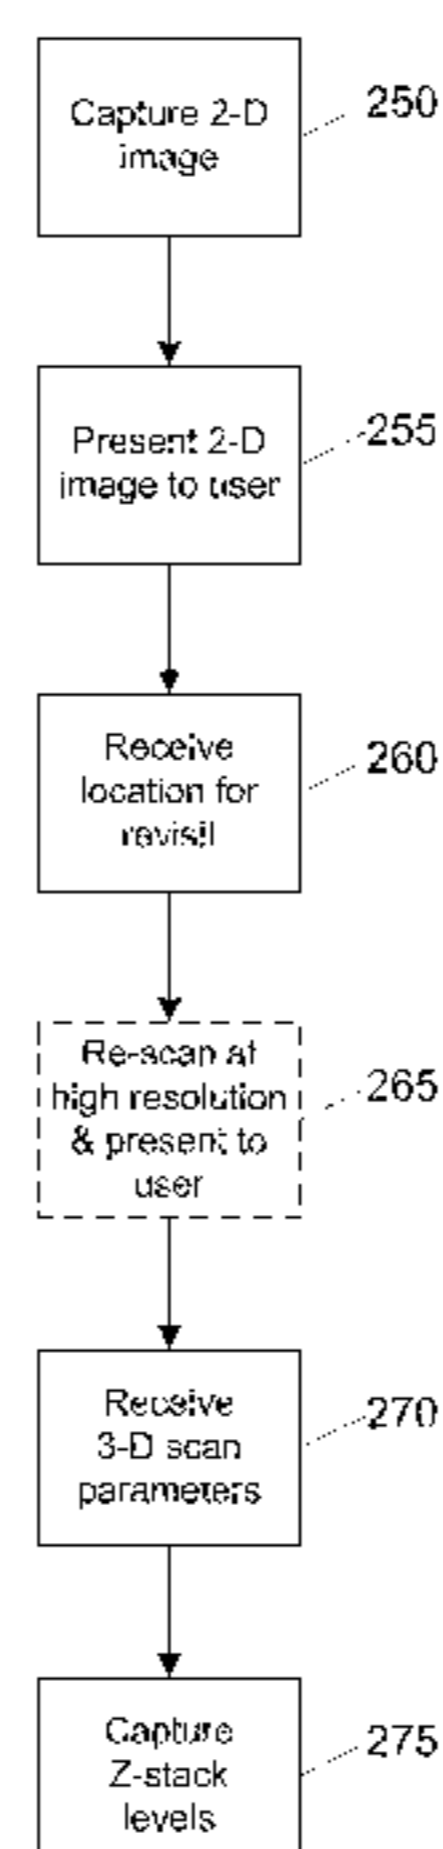 Capture 2-D
image
250
Present 2-D
image to user
255
Receive
location for
revisit
260
Re-scan at
high resolution
& present to
user
265
Receive
3-D scan
parameters
270
Capture
Z-stack
levels
275